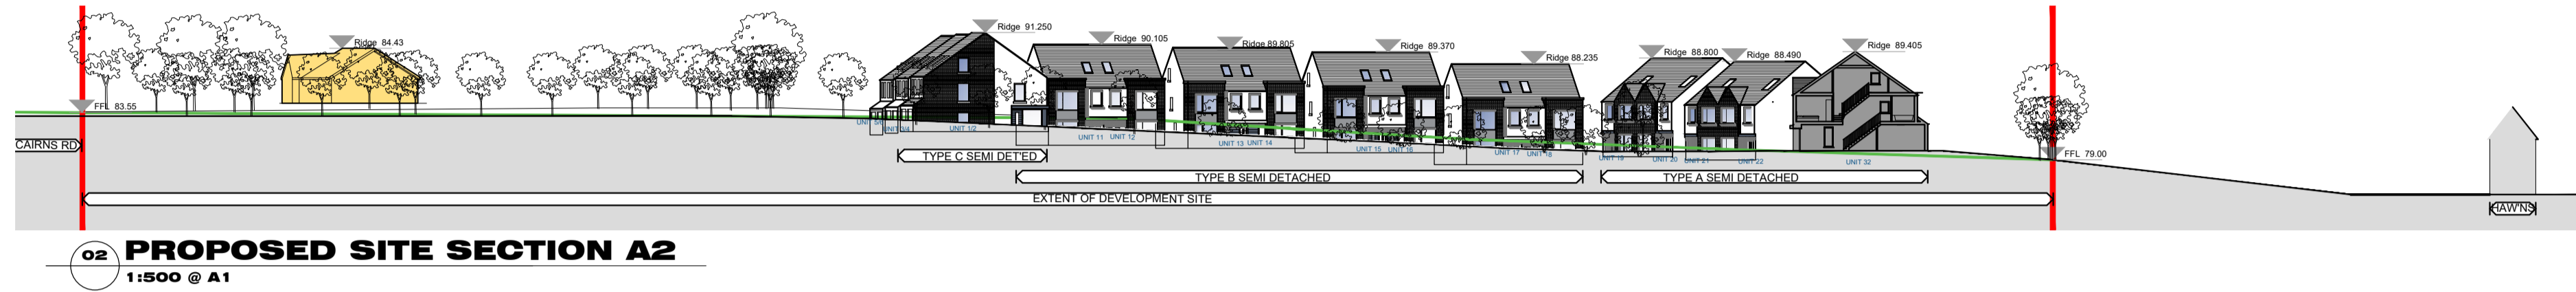 Ridge 84.43
Ridge 91.250
Ridge 90.105
Ridge 89.805
Ridge 89.370
Ridge 88.235
Ridge 88.800
Ridge 88.490
Ridge 89.405
FFL 83.55
UNIT 1/2
UNIT 11
UNIT 12
UNIT 13
UNIT 14
UNIT 15
UNIT 16
UNIT 17
UNIT 18
UNIT 19
UNIT 20
UNIT 21
UNIT 22
UNIT 32
FFL 79.00
CAIRNS RD
TYPE C SEMI DET'ED
TYPE B SEMI DETACHED
TYPE A SEMI DETACHED
EXTENT OF DEVELOPMENT SITE
HAW'NS
02 PROPOSED SITE SECTION A2
1:500 @ A1